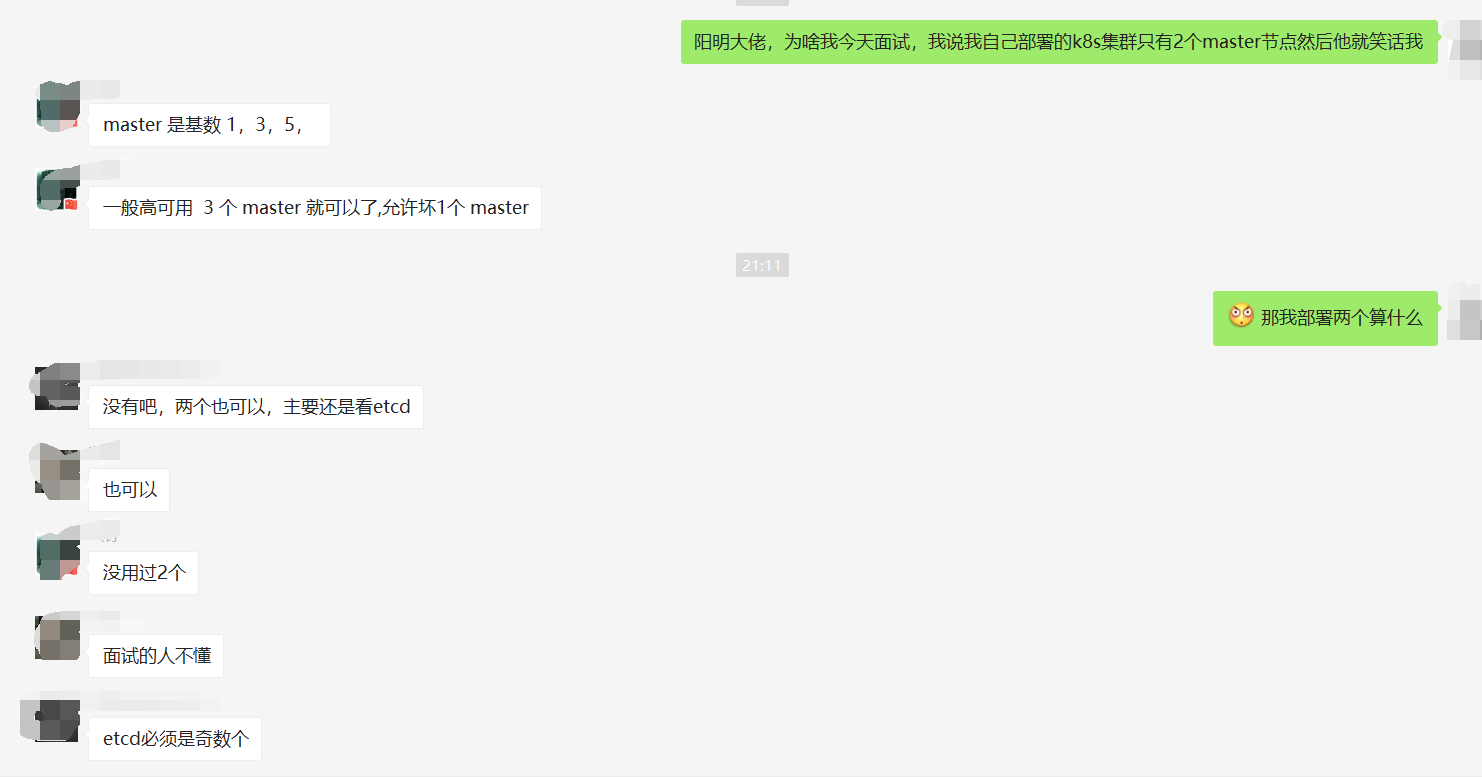 阳明大佬，为啥我今天面试，我说我自己部署的k8s集群只有2个master节点然后他就笑话我
master 是基数 1，3，5，
一般高可用  3 个 master 就可以了,允许坏1个 master
21:11
那我部署两个算什么
没有吧，两个也可以，主要还是看etcd
也可以
没用过2个
面试的人不懂
etcd必须是奇数个